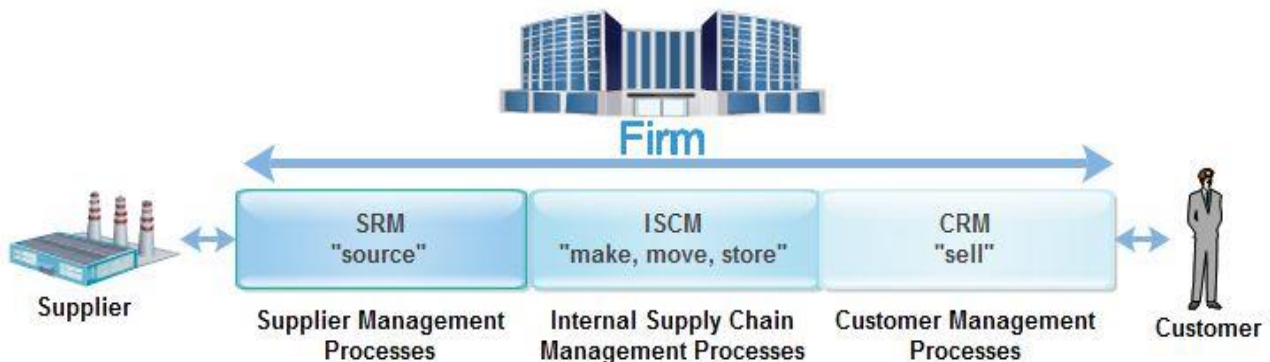 Firm
SRM
"source"
ISCM
"make, move, store"
CRM
"sell"
Supplier
Supplier Management
Processes
Internal Supply Chain
Management Processes
Customer Management
Processes
Customer